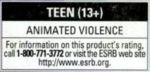 TEEN (13+)
ANIMATED VIOLENCE
For information on this product's rating,
call 1-800-771-3772 or visit the ESRB web site
http://www.esrb.org.